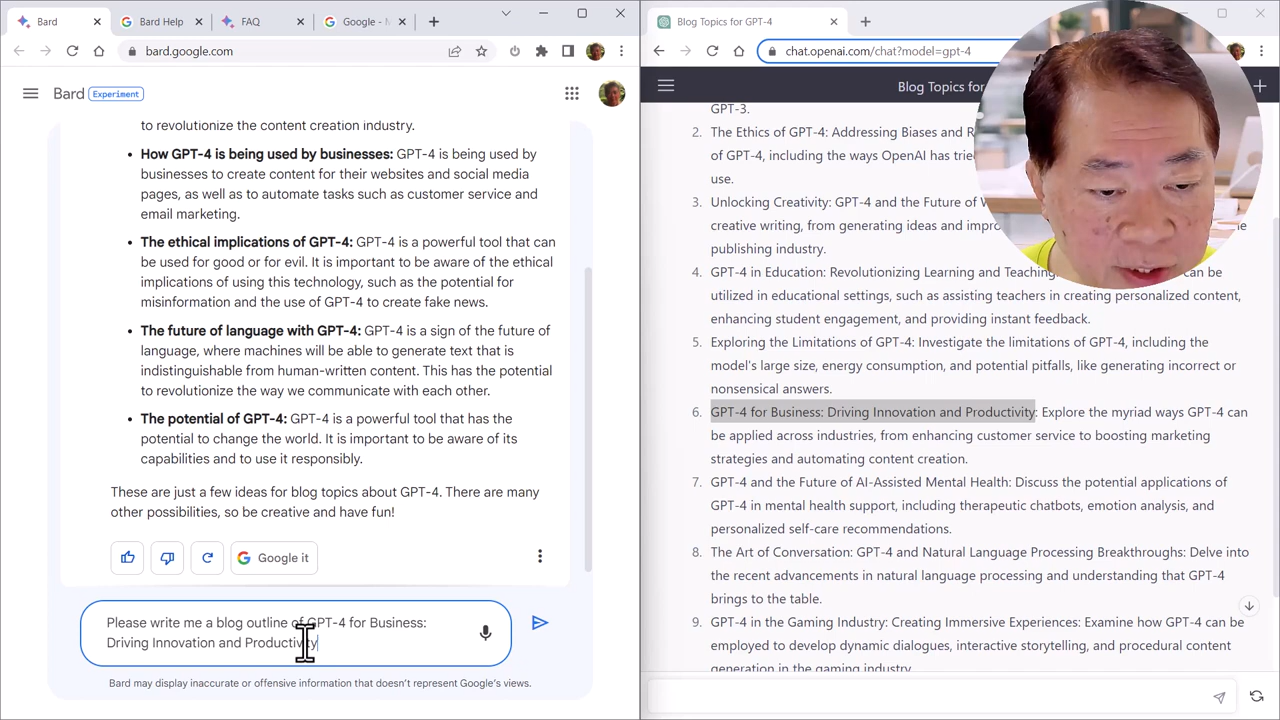 Bard
Bard Help
FAQ
Google - M
bard.google.com
Bard Experiment
to revolutionize the content creation industry.
• How GPT-4 is being used by businesses: GPT-4 is being used by
businesses to create content for their websites and social media
pages, as well as to automate tasks such as customer service and
email marketing.
• The ethical implications of GPT-4: GPT-4 is a powerful tool that can
be used for good or for evil. It is important to be aware of the ethical
implications of using this technology, such as the potential for
misinformation and the use of GPT-4 to create fake news.
• The future of language with GPT-4: GPT-4 is a sign of the future of
language, where machines will be able to generate text that is
indistinguishable from human-written content. This has the potential
to revolutionize the way we communicate with each other.
• The potential of GPT-4: GPT-4 is a powerful tool that has the
potential to change the world. It is important to be aware of its
capabilities and to use it responsibly.
These are just a few ideas for blog topics about GPT-4. There are many
other possibilities, so be creative and have fun!
Google it
Please write me a blog outline of GPT-4 for Business:
Driving Innovation and Productivity
Bard may display inaccurate or offensive information that doesn't represent Google's views.
Blog Topics for GPT-4
chat.openai.com/chat?model=gpt-4
Blog Topics for
GPT-3.
2. The Ethics of GPT-4: Addressing Biases and R
of GPT-4, including the ways OpenAI has tried
use.
3. Unlocking Creativity: GPT-4 and the Future of W
creative writing, from generating ideas and impro the
publishing industry.
4. GPT-4 in Education: Revolutionizing Learning and Teaching can be
utilized in educational settings, such as assisting teachers in creating personalized content,
enhancing student engagement, and providing instant feedback.
5. Exploring the Limitations of GPT-4: Investigate the limitations of GPT-4, including the
model's large size, energy consumption, and potential pitfalls, like generating incorrect or
nonsensical answers.
6. GPT-4 for Business: Driving Innovation and Productivity: Explore the myriad ways GPT-4 can
be applied across industries, from enhancing customer service to boosting marketing
strategies and automating content creation.
7. GPT-4 and the Future of AI-Assisted Mental Health: Discuss the potential applications of
GPT-4 in mental health support, including therapeutic chatbots, emotion analysis, and
personalized self-care recommendations.
8. The Art of Conversation: GPT-4 and Natural Language Processing Breakthroughs: Delve into
the recent advancements in natural language processing and understanding that GPT-4
brings to the table.
9. GPT-4 in the Gaming Industry: Creating Immersive Experiences: Examine how GPT-4 can be
employed to develop dynamic dialogues, interactive storytelling, and procedural content
generation in the gaming industry.